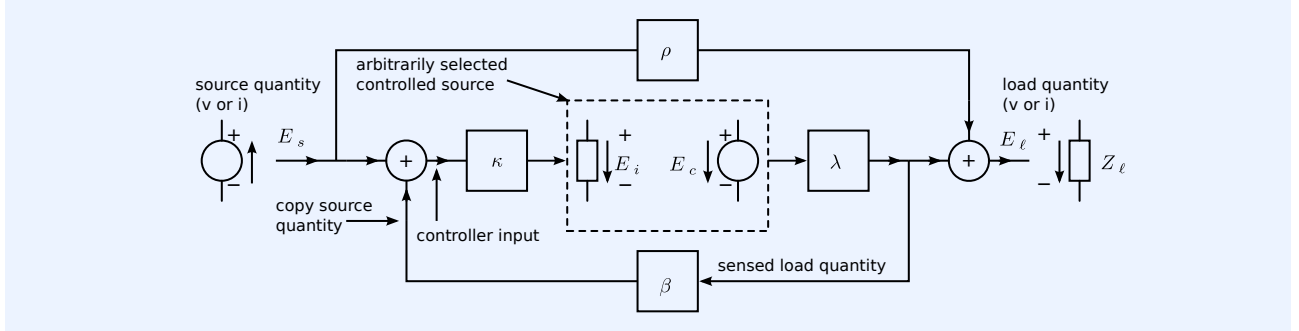 ρ
arbitrarily selected
controlled source
source quantity
(v or i)
load quantity
(v or i)
+
E s
+
κ
+
−
E i
+
−
E c
λ
+
E ℓ
+
−
Z ℓ
+
−
copy source
quantity
controller input
sensed load quantity
β